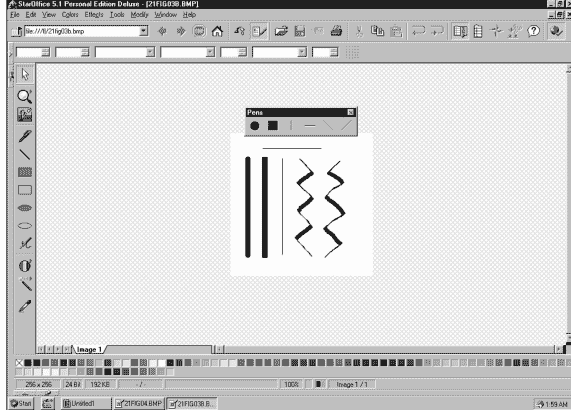 StarOffice 5.1 Personal Edition Deluxe - [21FIG03B.BMP]
File Edit View Colors Effects Tools Modify Window Help
file:///f|/21fig03b.bmp
Pens
Image 1
256 x 256 24 Bit 192 KB - / - 100% Image 1 / 1
Start Untitled1 21FIG04.BMP 21FIG03B.B... 1:59 AM